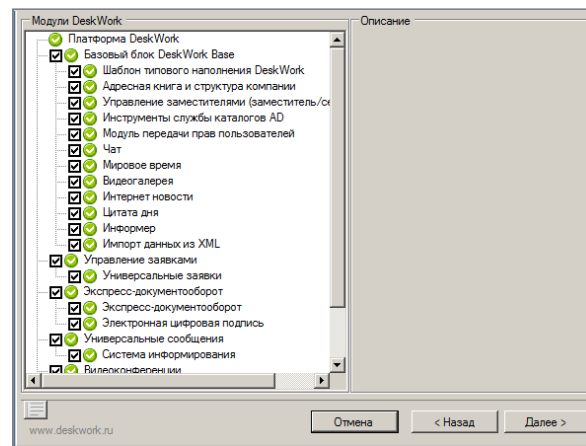 Модули DeskWork
Описание
Платформа DeskWork
Базовый блок DeskWork Base
Шаблон типового наполнения DeskWork
Адресная книга и структура компании
Управление заместителями (заместитель/се
Инструменты службы каталогов AD
Модуль передачи прав пользователей
Чат
Мировое время
Видеогалерея
Интернет новости
Цитата дня
Информер
Импорт данных из XML
Управление заявками
Универсальные заявки
Экспресс-документооборот
Экспресс-документооборот
Электронная цифровая подпись
Универсальные сообщения
Система информирования
Видеоконференции
www.deskwork.ru
Отмена
< Назад
Далее >